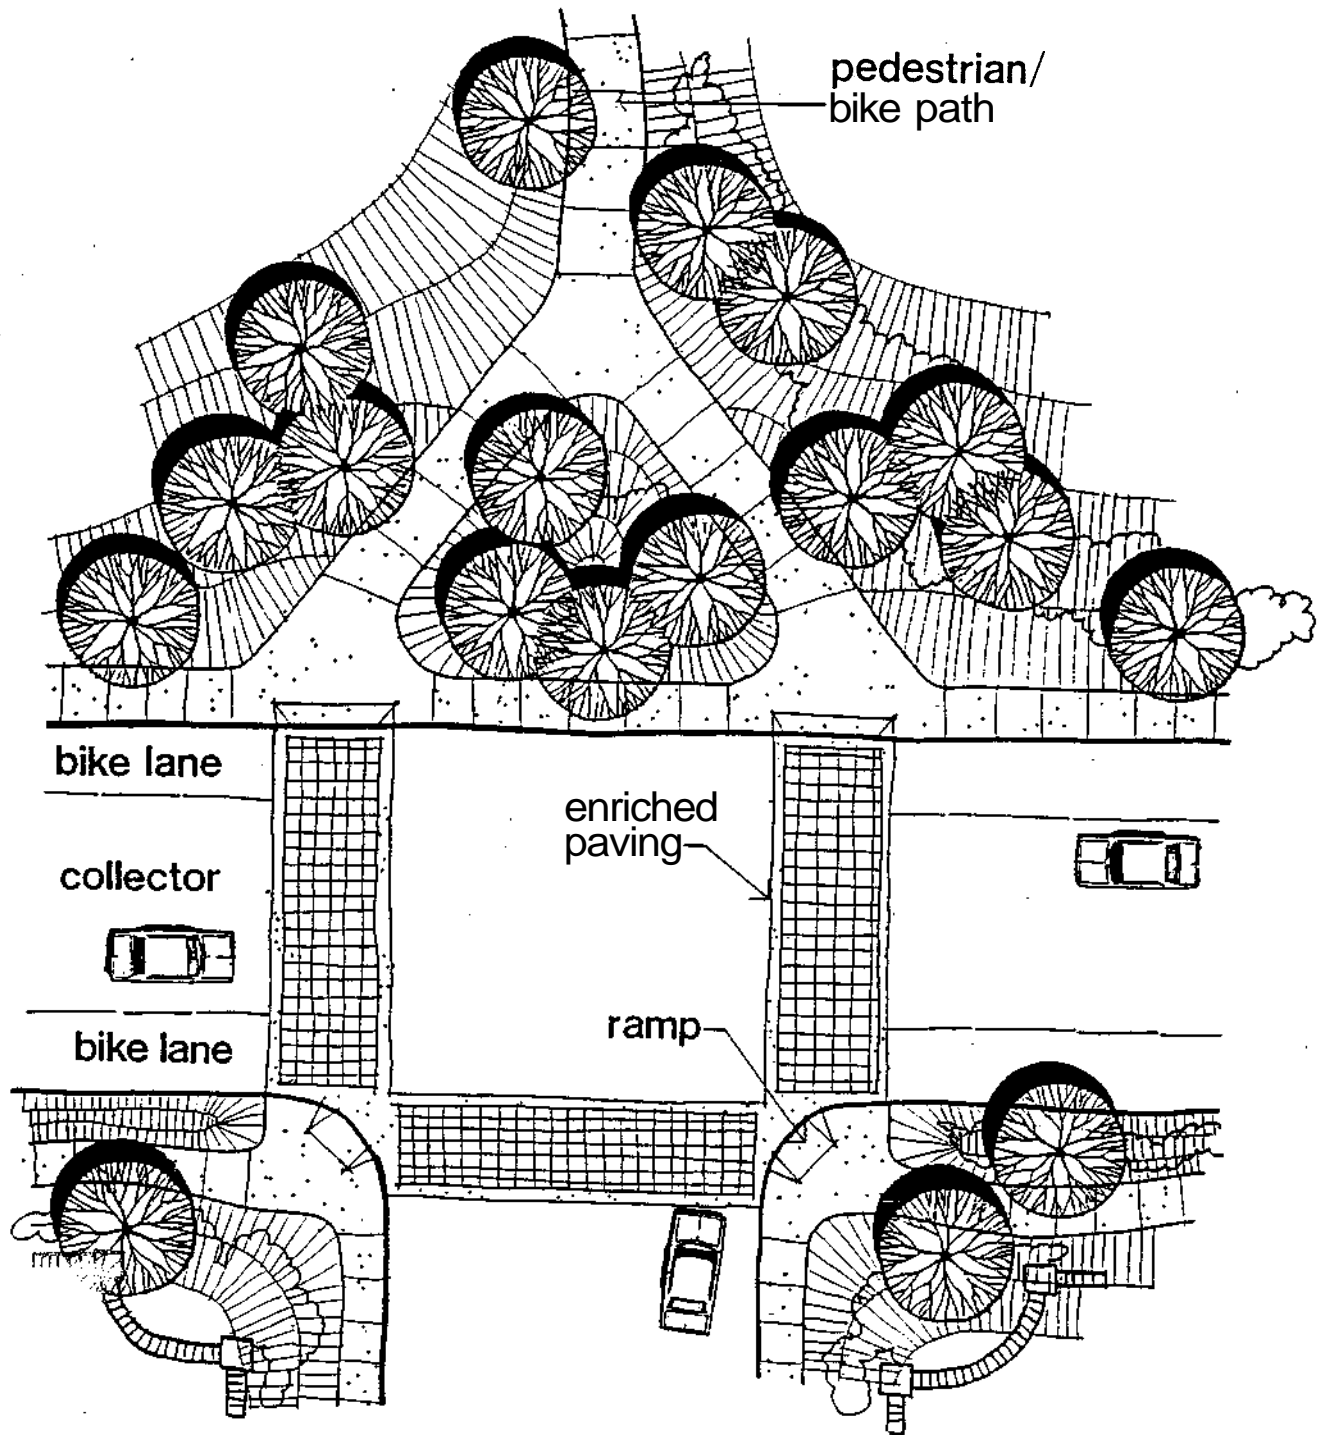 pedestrian/
bike path
bike lane
enriched
paving
collector
ramp
bike lane